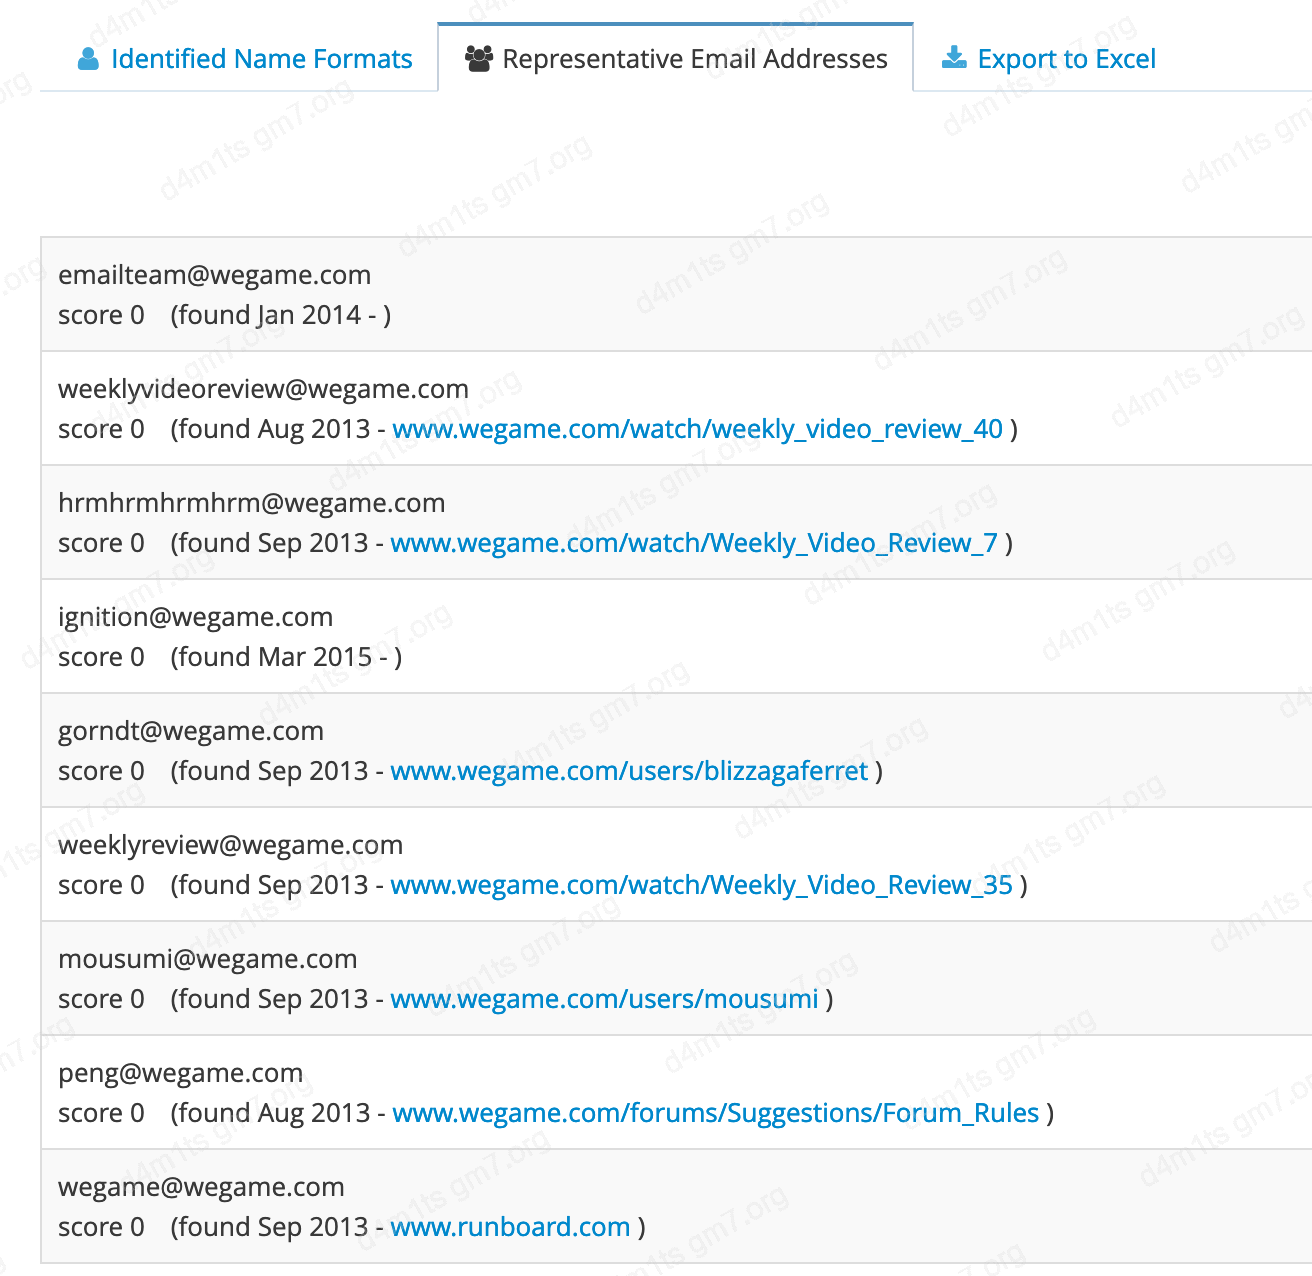 Identified Name Formats
Representative Email Addresses
Export to Excel
emailteam@wegame.com
score 0 (found Jan 2014 - )
weeklyvideoreview@wegame.com
score 0 (found Aug 2013 - www.wegame.com/watch/weekly_video_review_40 )
hrmhrmhrmhrm@wegame.com
score 0 (found Sep 2013 - www.wegame.com/watch/Weekly_Video_Review_7 )
ignition@wegame.com
score 0 (found Mar 2015 - )
gorndt@wegame.com
score 0 (found Sep 2013 - www.wegame.com/users/blizzagaferret )
weeklyreview@wegame.com
score 0 (found Sep 2013 - www.wegame.com/watch/Weekly_Video_Review_35 )
mousumi@wegame.com
score 0 (found Sep 2013 - www.wegame.com/users/mousumi )
peng@wegame.com
score 0 (found Aug 2013 - www.wegame.com/forums/Suggestions/Forum_Rules )
wegame@wegame.com
score 0 (found Sep 2013 - www.runboard.com )
d4m1ts gm7.org